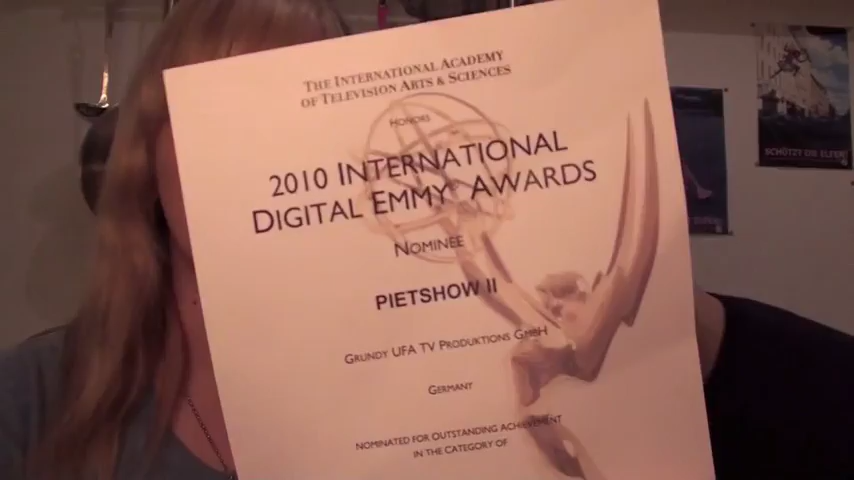 THE INTERNATIONAL ACADEMY
OF TELEVISION ARTS & SCIENCES
HONORS
2010 INTERNATIONAL
DIGITAL EMMY® AWARDS
NOMINEE
PIETSHOW II
GRUNDY UFA TV PRODUKTIONS GMBH
GERMANY
NOMINATED FOR OUTSTANDING ACHIEVEMENT
IN THE CATEGORY OF
SCHÜTZT DIE ELFEN!